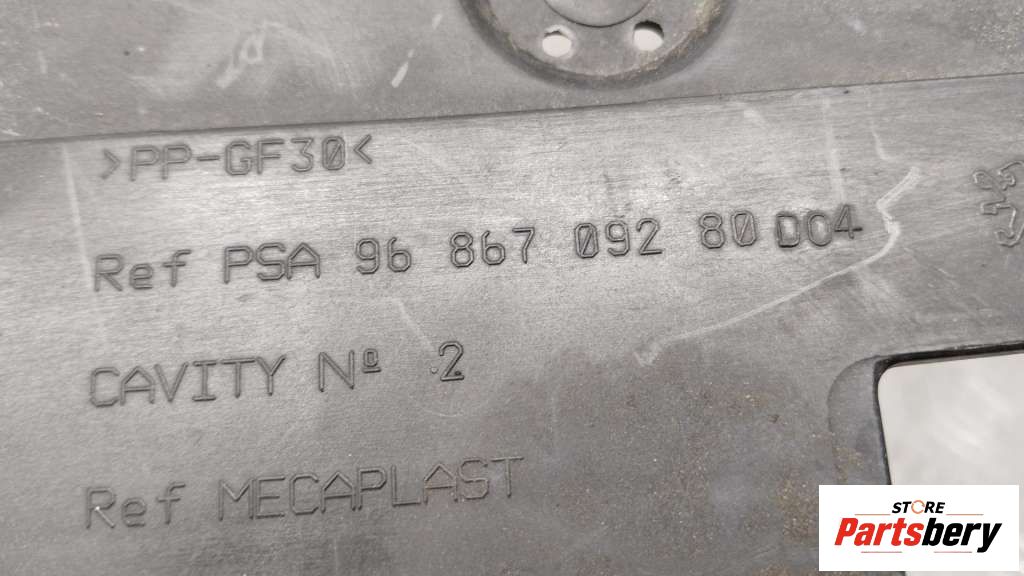 >PP-GF30<
Ref PSA 96 867 092 80 D04
CAVITY Nº 2
Ref MECAPLAST
STORE
Partsbery